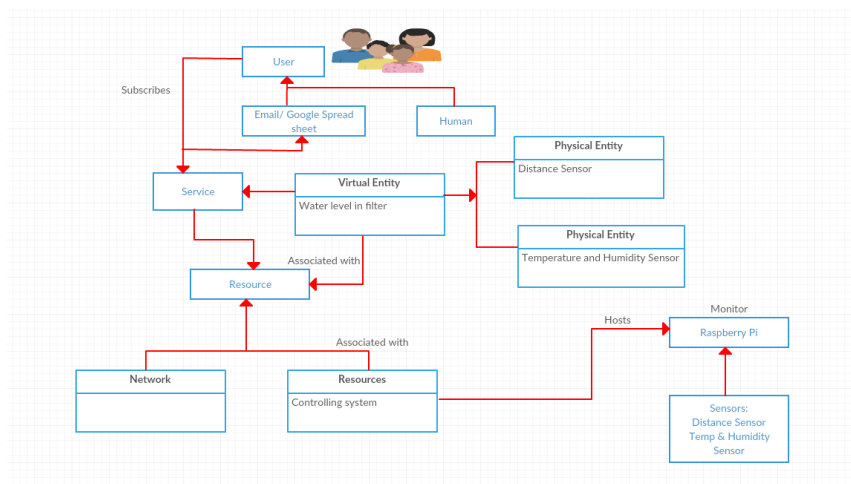 User
Subscribes
Email/ Google Spread
sheet
Human
Physical Entity
Distance Sensor
Service
Virtual Entity
Water level in filter
Physical Entity
Temperature and Humidity Sensor
Associated with
Resource
Monitor
Hosts
Raspberry Pi
Associated with
Network
Resources
Controlling system
Sensors:
Distance Sensor
Temp & Humidity
Sensor